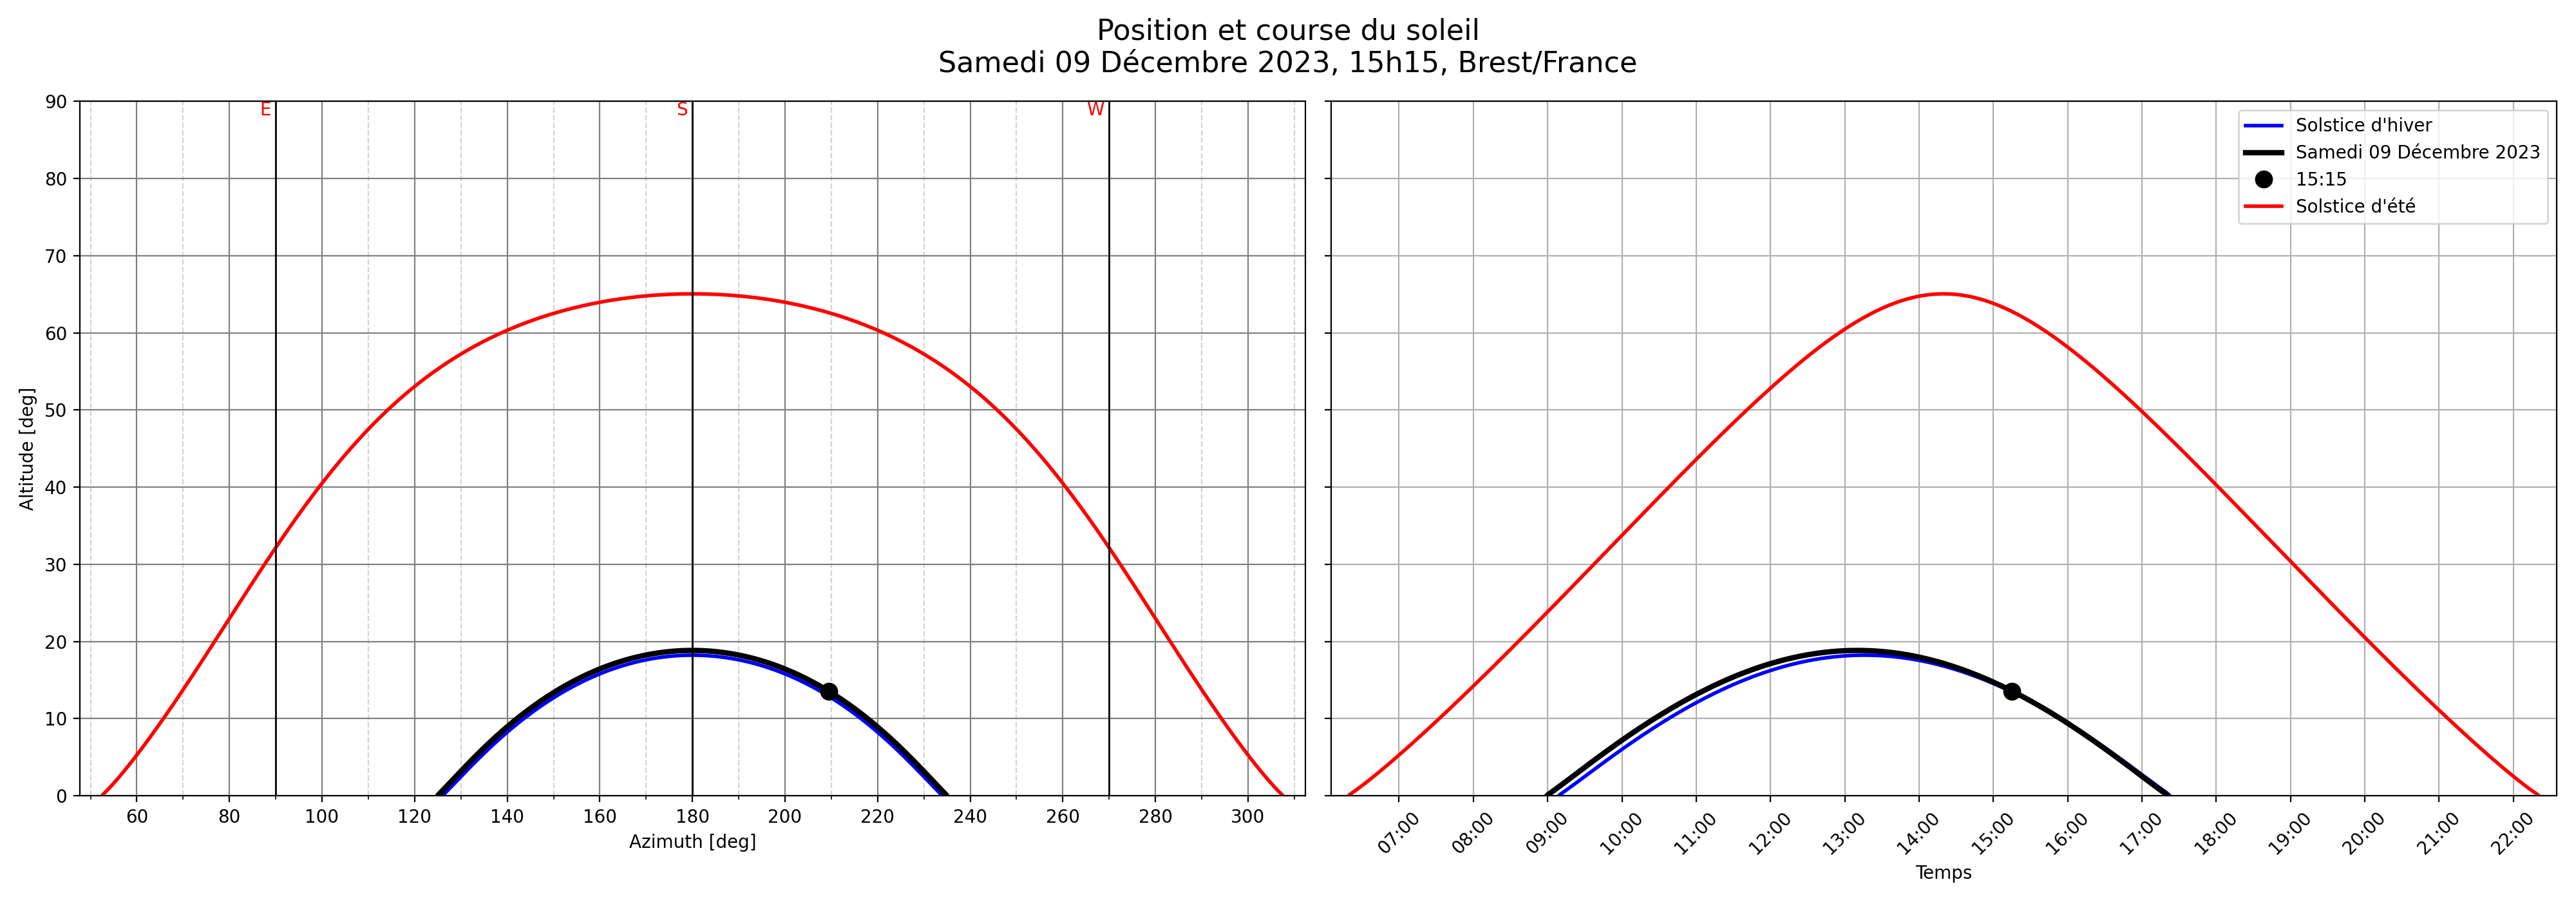 Position et course du soleil
Samedi 09 Décembre 2023, 15h15, Brest/France
E
S
W
90
80
70
60
50
40
30
20
10
0
Altitude [deg]
60 80 100 120 140 160 180 200 220 240 260 280 300
Azimuth [deg]
Solstice d'hiver
Samedi 09 Décembre 2023
15:15
Solstice d'été
07:00 08:00 09:00 10:00 11:00 12:00 13:00 14:00 15:00 16:00 17:00 18:00 19:00 20:00 21:00 22:00
Temps